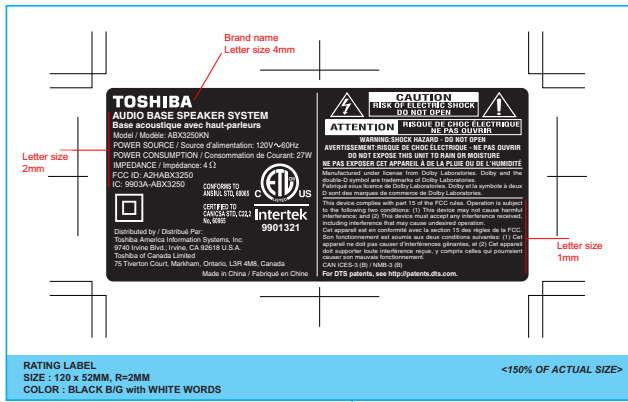 Brand name
Letter size 4mm
TOSHIBA
AUDIO BASE SPEAKER SYSTEM
Base acoustique avec haut-parleurs
Model / Modèle: ABX3250KN
POWER SOURCE / Source d'alimentation: 120V∿60Hz
POWER CONSUMPTION / Consommation de Courant: 27W
IMPEDANCE / Impédance: 4 Ω
FCC ID: A2HABX3250
IC: 9903A-ABX3250
Letter size
2mm
CONFORMS TO
ANSI/UL STD, 60065
CERTIFIED TO
CAN/CSA STD, C22,2
No, 60065
C
ETL
US
LISTED
Intertek
9901321
Distributed by / Distribué Par:
Toshiba America Information Systems, Inc.
9740 Irvine Blvd.; Irvine, CA 92618 U.S.A.
Toshiba of Canada Limited
75 Tiverton Court, Markham, Ontario, L3R 4M8, Canada
Made in China / Fabriqué en Chine
CAUTION
RISK OF ELECTRIC SHOCK
DO NOT OPEN
ATTENTION
RISQUE DE CHOC ÉLECTRIQUE
NE PAS OUVRIR
WARNING:SHOCK HAZARD - DO NOT OPEN
AVERTISSEMENT:RISQUE DE CHOC ÉLECTRIQUE - NE PAS OUVRIR
DO NOT EXPOSE THIS UNIT TO RAIN OR MOISTURE
NE PAS EXPOSER CET APPAREIL À DE LA PLUIE OU DE L'HUMIDITÉ
Manufactured under license from Dolby Laboratories. Dolby and the
double-D symbol are trademarks of Dolby Laboratories.
Fabriqué sous licence de Dolby Laboratories. Dolby et la symbole à deux
D sont des marques de commerce de Dolby Laboratories.
This device complies with part 15 of the FCC rules. Operation is subject
to the following two conditions: (1) This device may not cause harmful
interference; and (2) This device must accept any interference received,
including interference that may cause undesired operation.
Cet appareil est en conformité avec la section 15 des règles de la FCC.
Son fonctionnement est soumis aux deux conditions suivantes: (1) Cet
appareil ne doit pas causer d'interférences gênantes, et (2) Cet appareil
doit supporter toute interférence reçue, y compris celles qui pourraient
causer son mauvais fonctionnement.
CAN ICES-3 (B) / NMB-3 (B)
For DTS patents, see http://patents.dts.com.
Letter size
1mm
RATING LABEL
SIZE : 120 x 52MM, R=2MM
COLOR : BLACK B/G with WHITE WORDS
<150% OF ACTUAL SIZE>